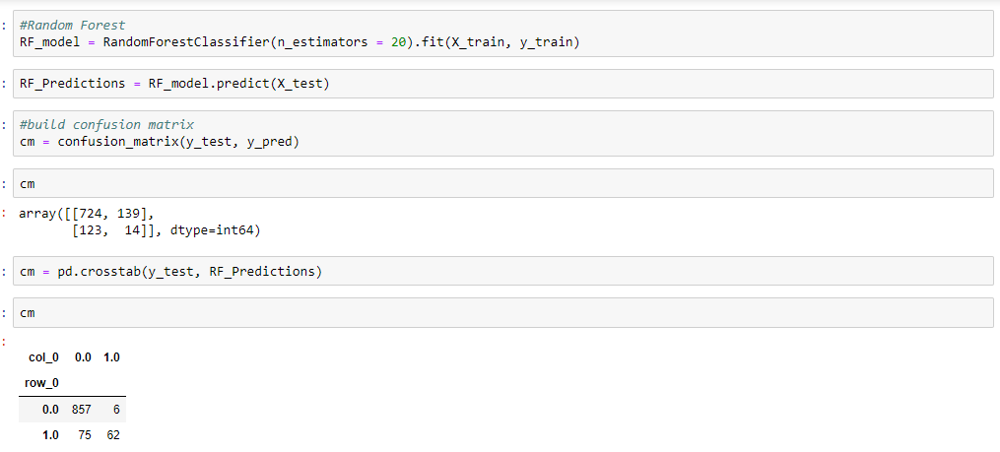 : #Random Forest
RF_model = RandomForestClassifier(n_estimators = 20).fit(X_train, y_train)
: RF_Predictions = RF_model.predict(X_test)
: #build confusion matrix
cm = confusion_matrix(y_test, y_pred)
: cm
: array([[724, 139],
[123,  14]], dtype=int64)
: cm = pd.crosstab(y_test, RF_Predictions)
: cm
:
col_0 0.0 1.0
row_0
0.0 857 6
1.0 75 62